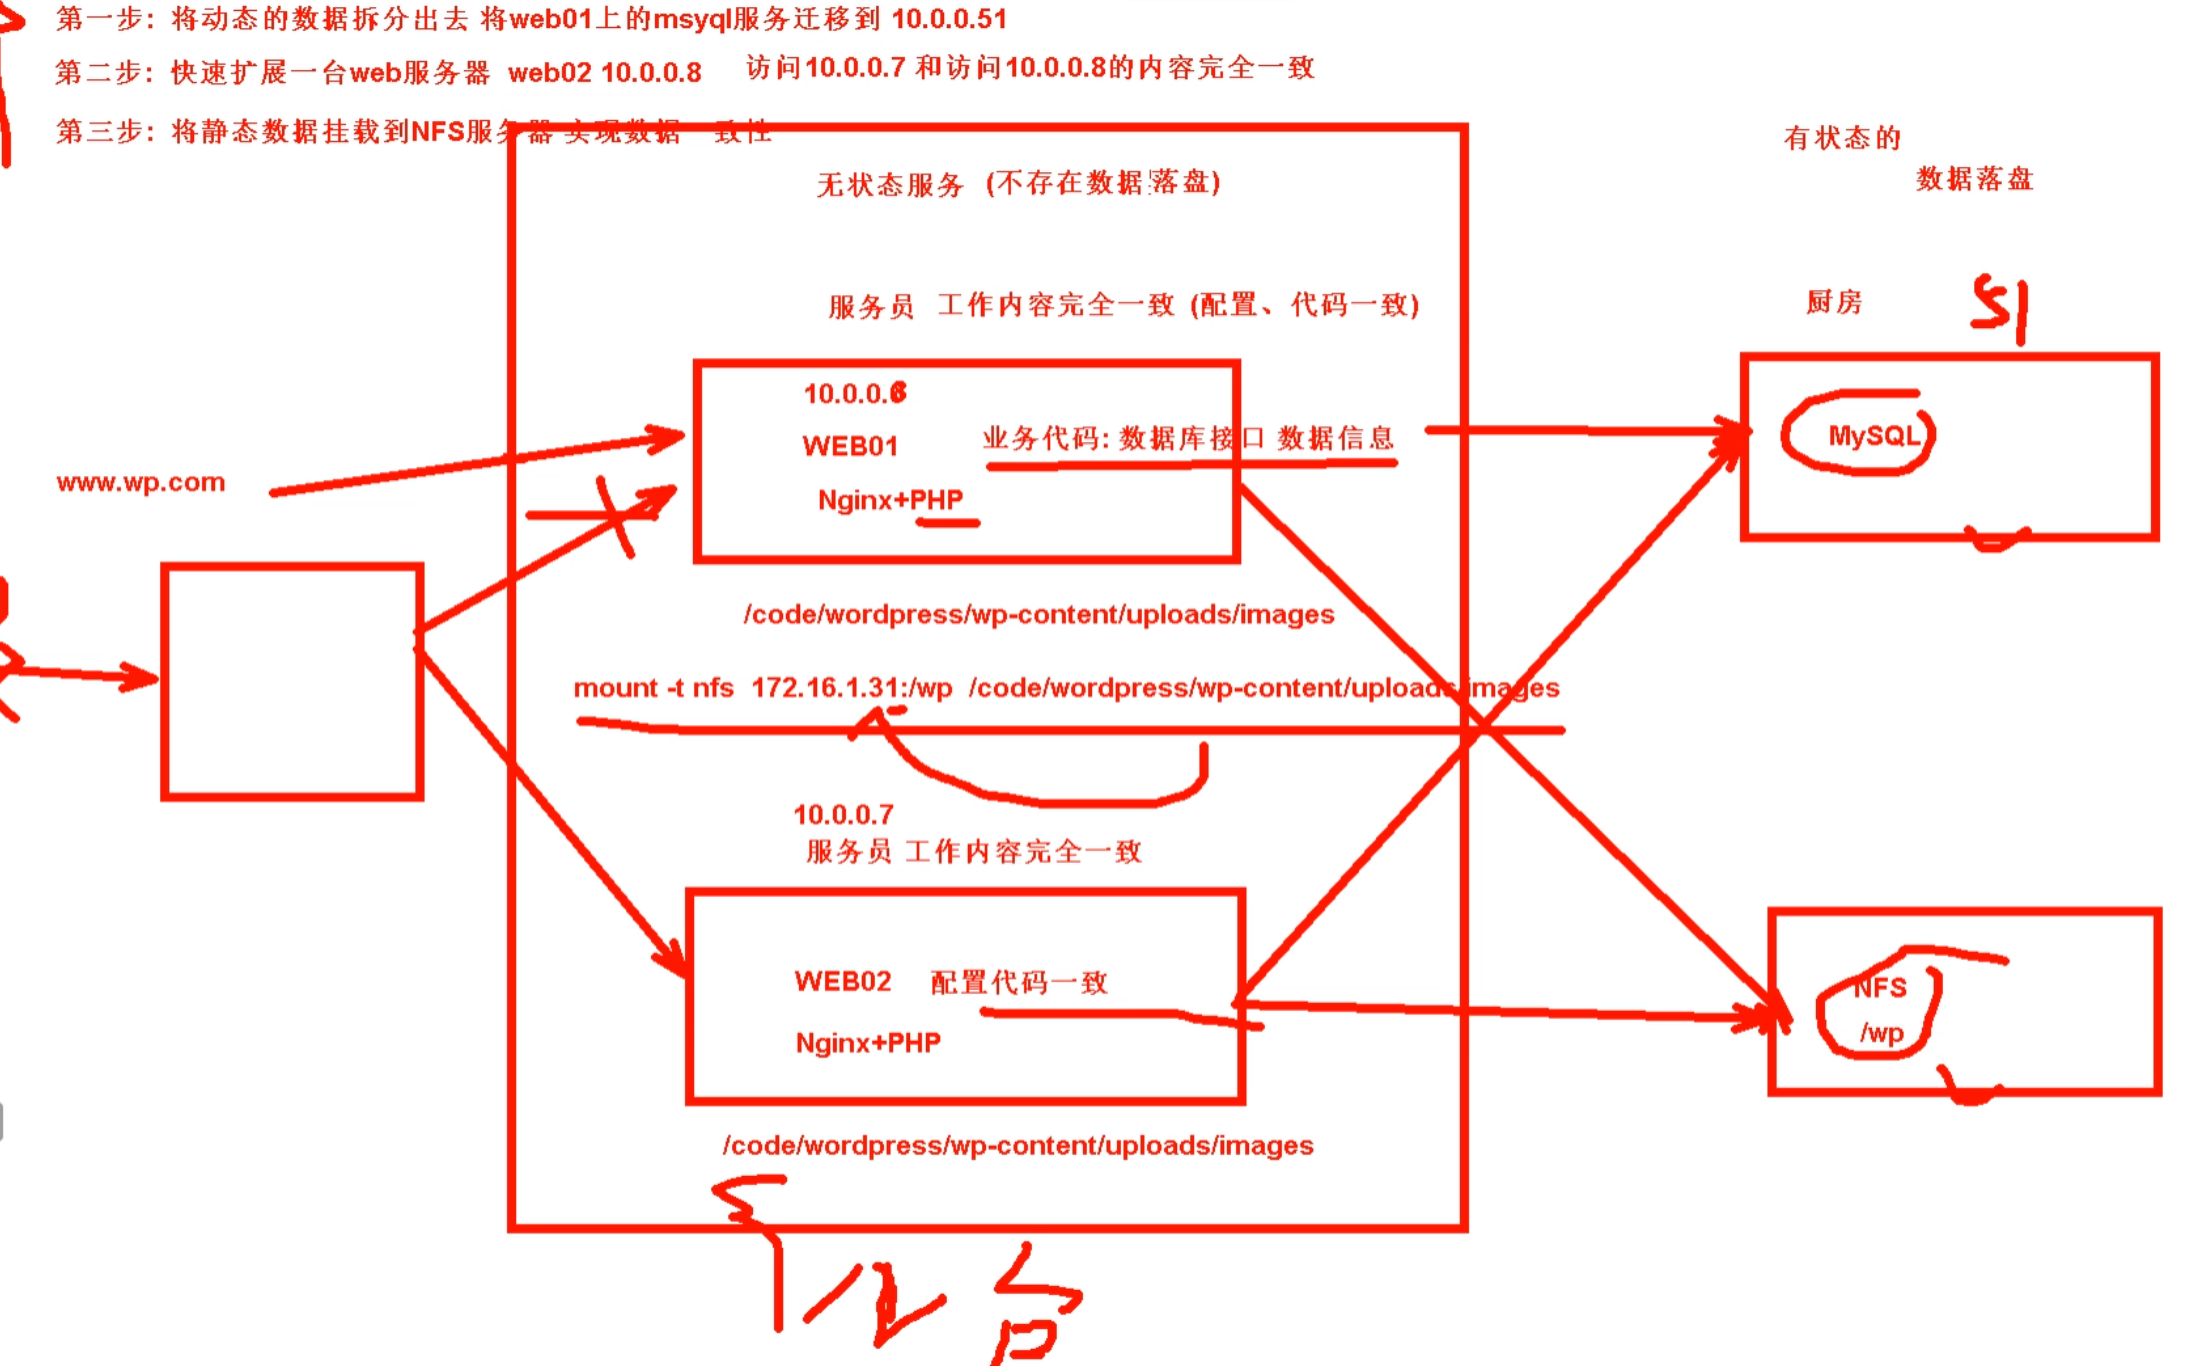 第一步: 将动态的数据拆分出去 将web01上的msyql服务迁移到 10.0.0.51
第二步: 快速扩展一台web服务器 web02 10.0.0.8 访问10.0.0.7 和访问10.0.0.8的内容完全一致
第三步: 将静态数据挂载到NFS服务器 实现数据一致性
有状态的
数据落盘
无状态服务 (不存在数据落盘)
服务员 工作内容完全一致 (配置、代码一致)
厨房
51
10.0.0.
WEB01
业务代码: 数据库接口 数据信息
Nginx+PHP
MySQL
www.wp.com
/code/wordpress/wp-content/uploads/images
mount -t nfs 172.16.1.31:/wp /code/wordpress/wp-content/uploads/images
10.0.0.7
服务员 工作内容完全一致
WEB02 配置代码一致
Nginx+PHP
NFS
/wp
/code/wordpress/wp-content/uploads/images